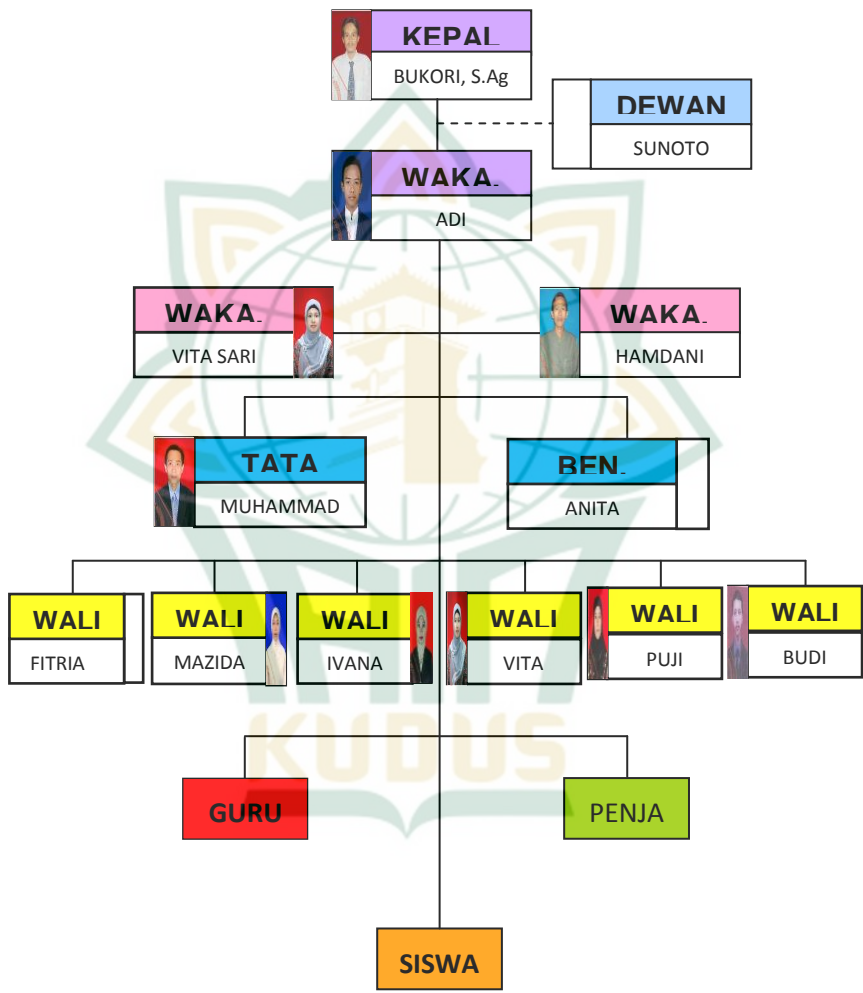 KEPAL
BUKORI, S.Ag
DEWAN
SUNOTO
WAKA.
ADI
WAKA.
VITA SARI
WAKA.
HAMDANI
TATA
MUHAMMAD
BEN.
ANITA
WALI
FITRIA
WALI
MAZIDA
WALI
IVANA
WALI
VITA
WALI
PUJI
WALI
BUDI
KUDUS
GURU
PENJA
SISWA